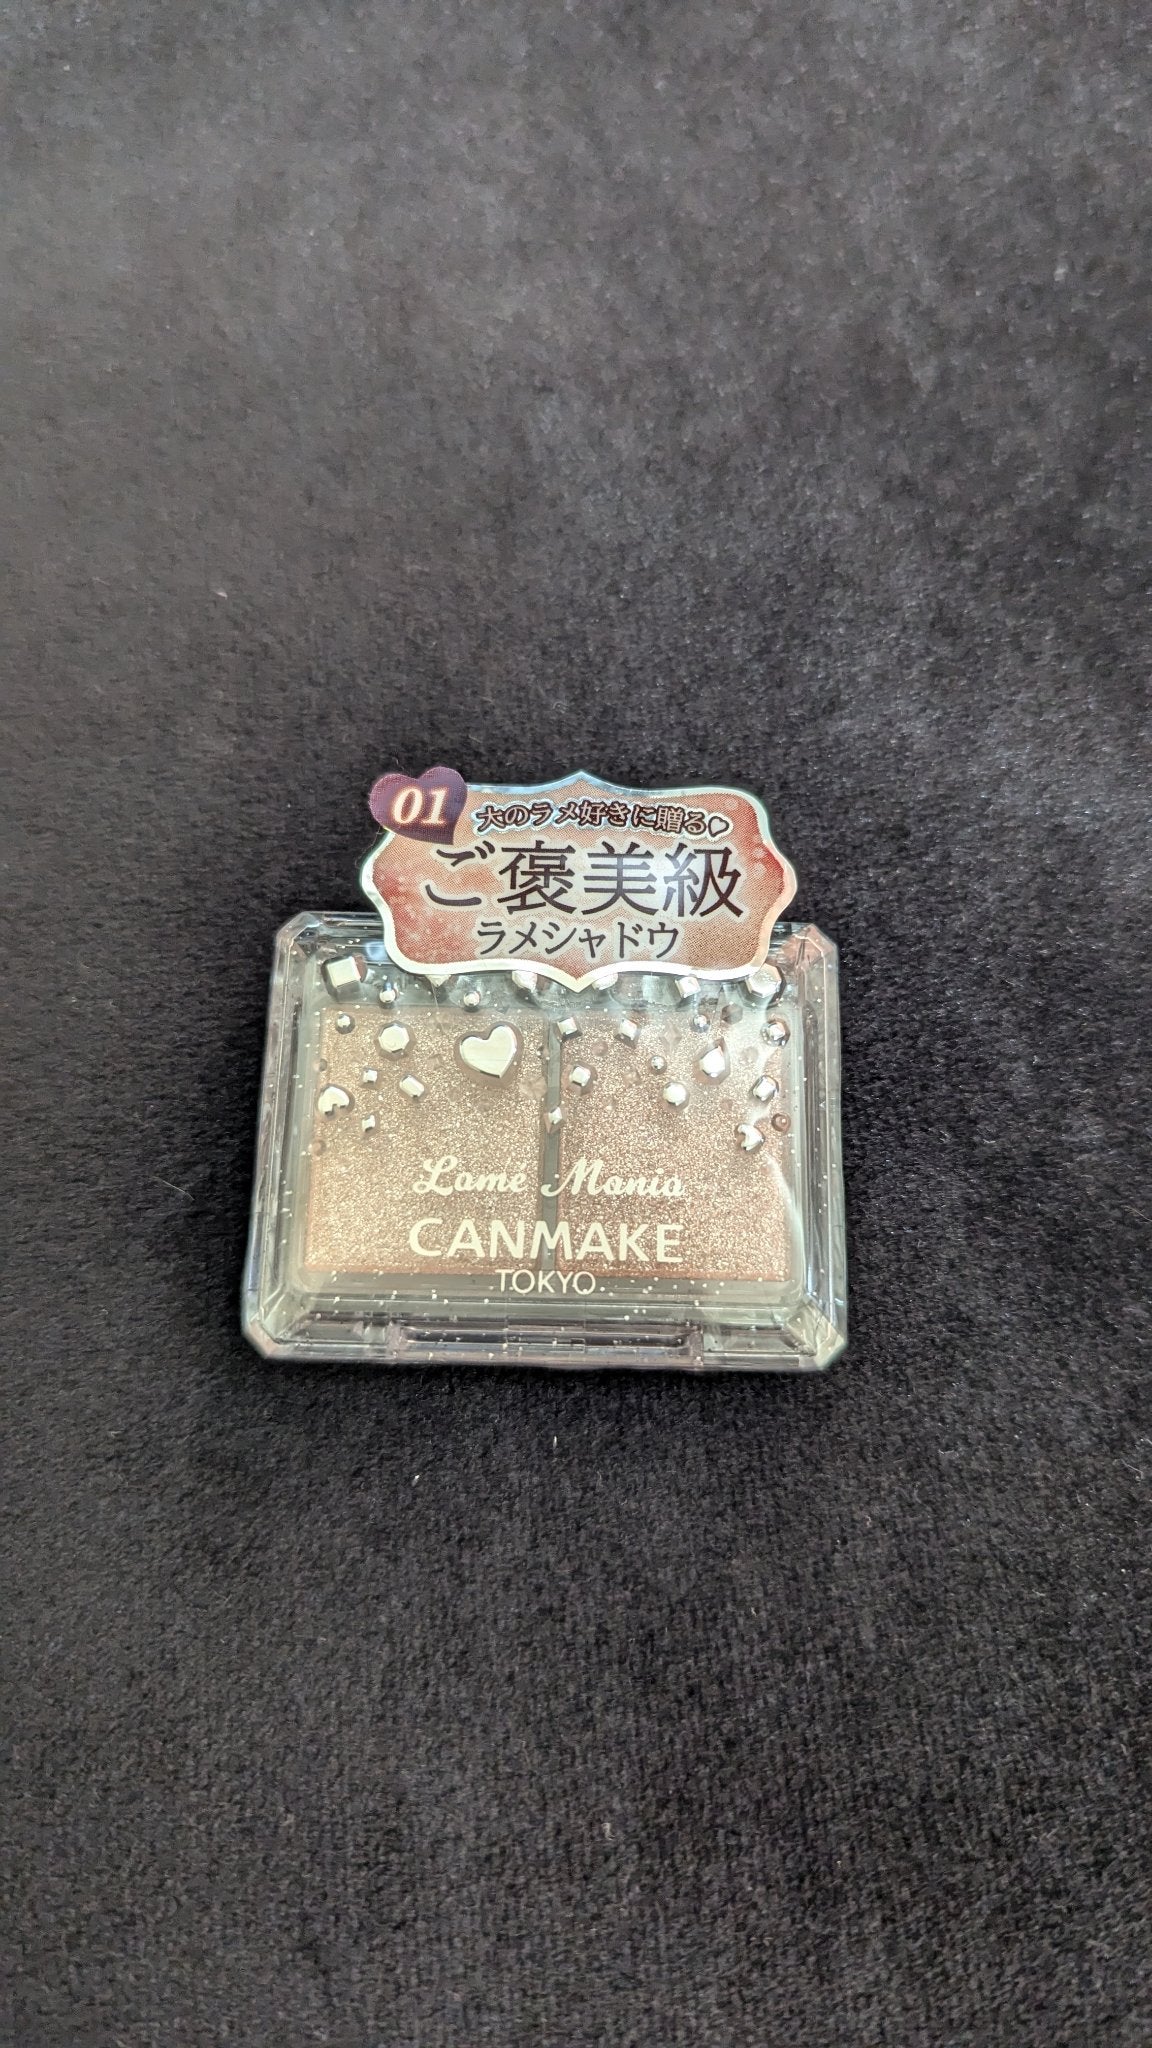 01
大のラメ好きに贈る♥
ご褒美級
ラメシャドウ
Lamé Mania
CANMAKE
TOKYO